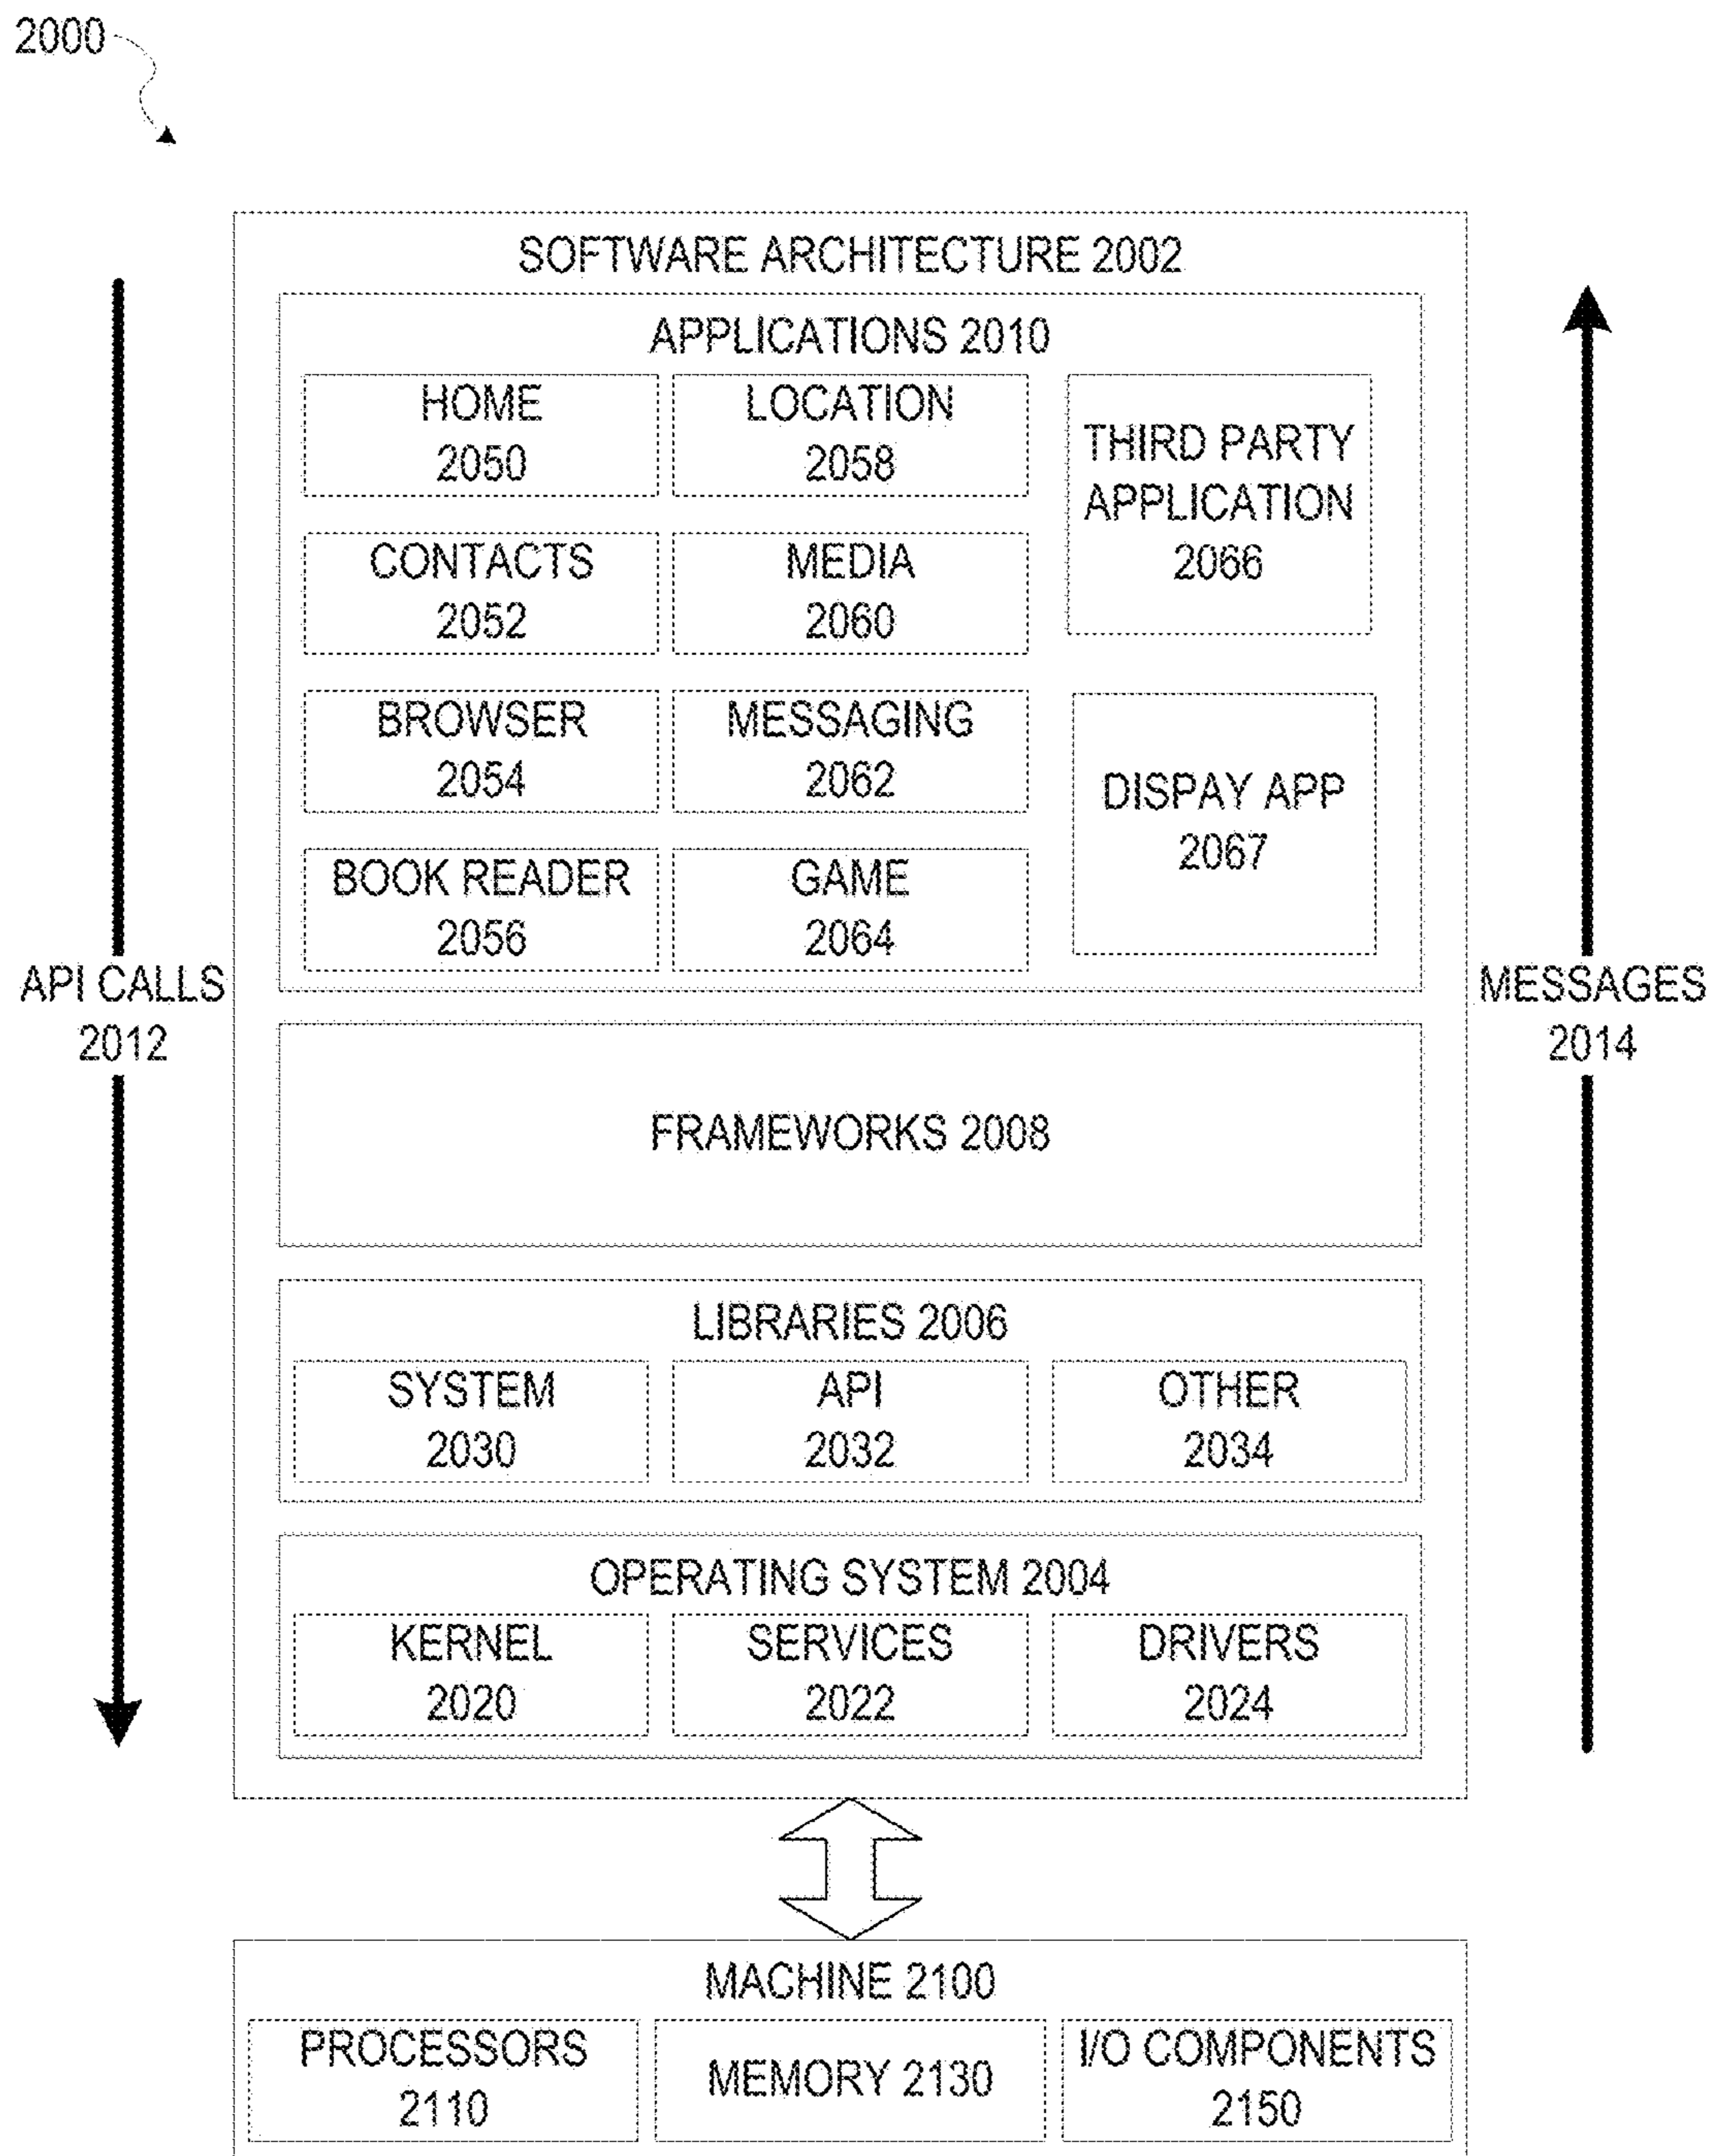 2000
SOFTWARE ARCHITECTURE 2002
APPLICATIONS 2010
HOME
2050
LOCATION
2058
THIRD PARTY
APPLICATION
2066
CONTACTS
2052
MEDIA
2060
BROWSER
2054
MESSAGING
2062
DISPAY APP
2067
BOOK READER
2056
GAME
2064
API CALLS
2012
MESSAGES
2014
FRAMEWORKS 2008
LIBRARIES 2006
SYSTEM
2030
API
2032
OTHER
2034
OPERATING SYSTEM 2004
KERNEL
2020
SERVICES
2022
DRIVERS
2024
MACHINE 2100
PROCESSORS
2110
MEMORY 2130
I/O COMPONENTS
2150